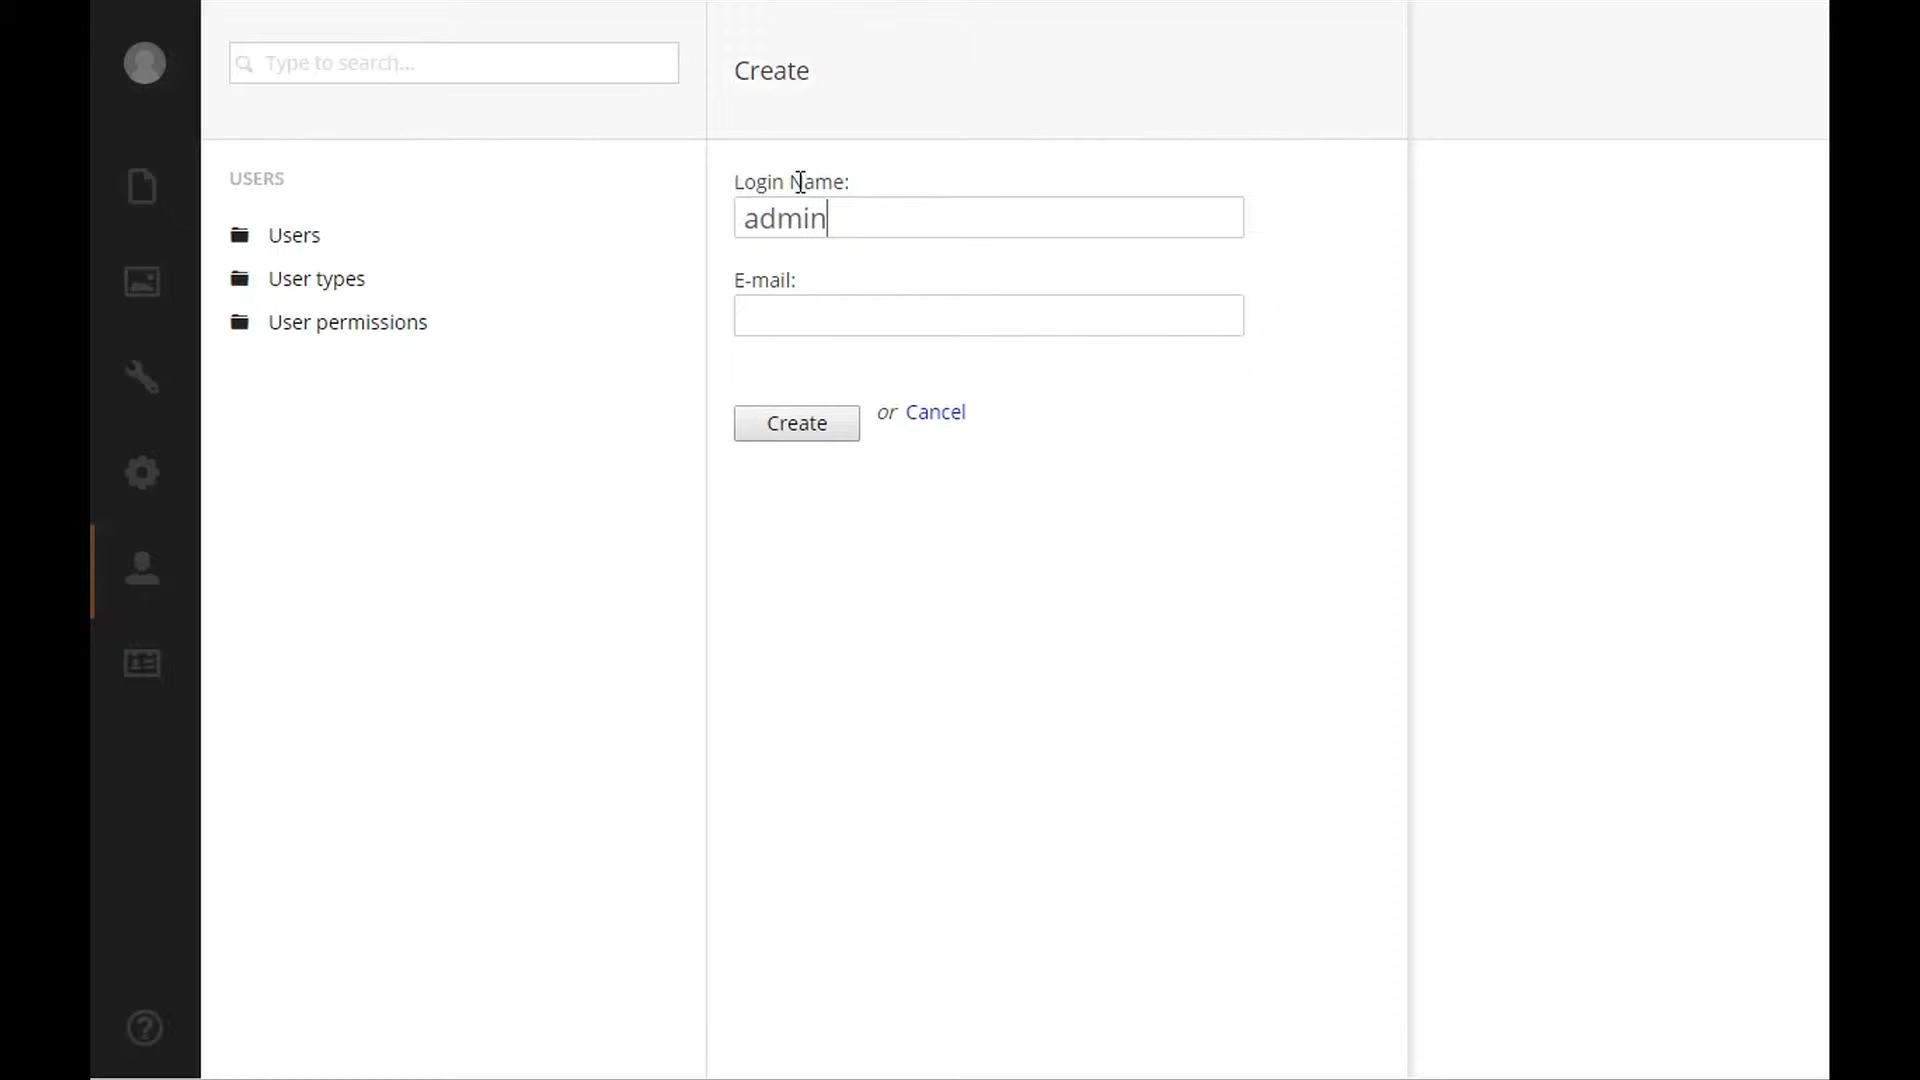 Type to search...
Create
USERS
Users
User types
User permissions
Login Name:
admin
E-mail:
Create or Cancel